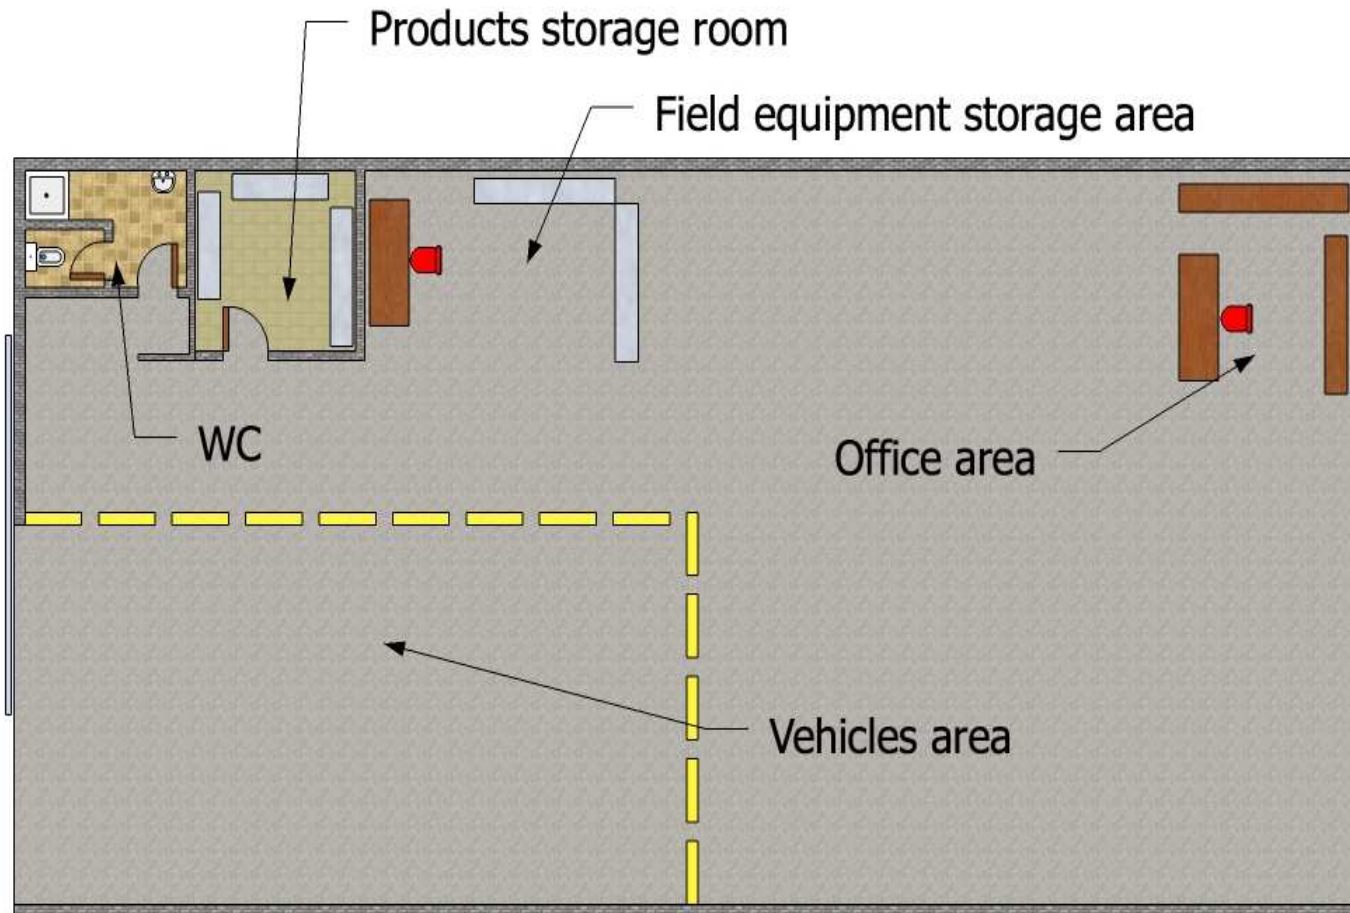 Products storage room
Field equipment storage area
WC
Office area
Vehicles area